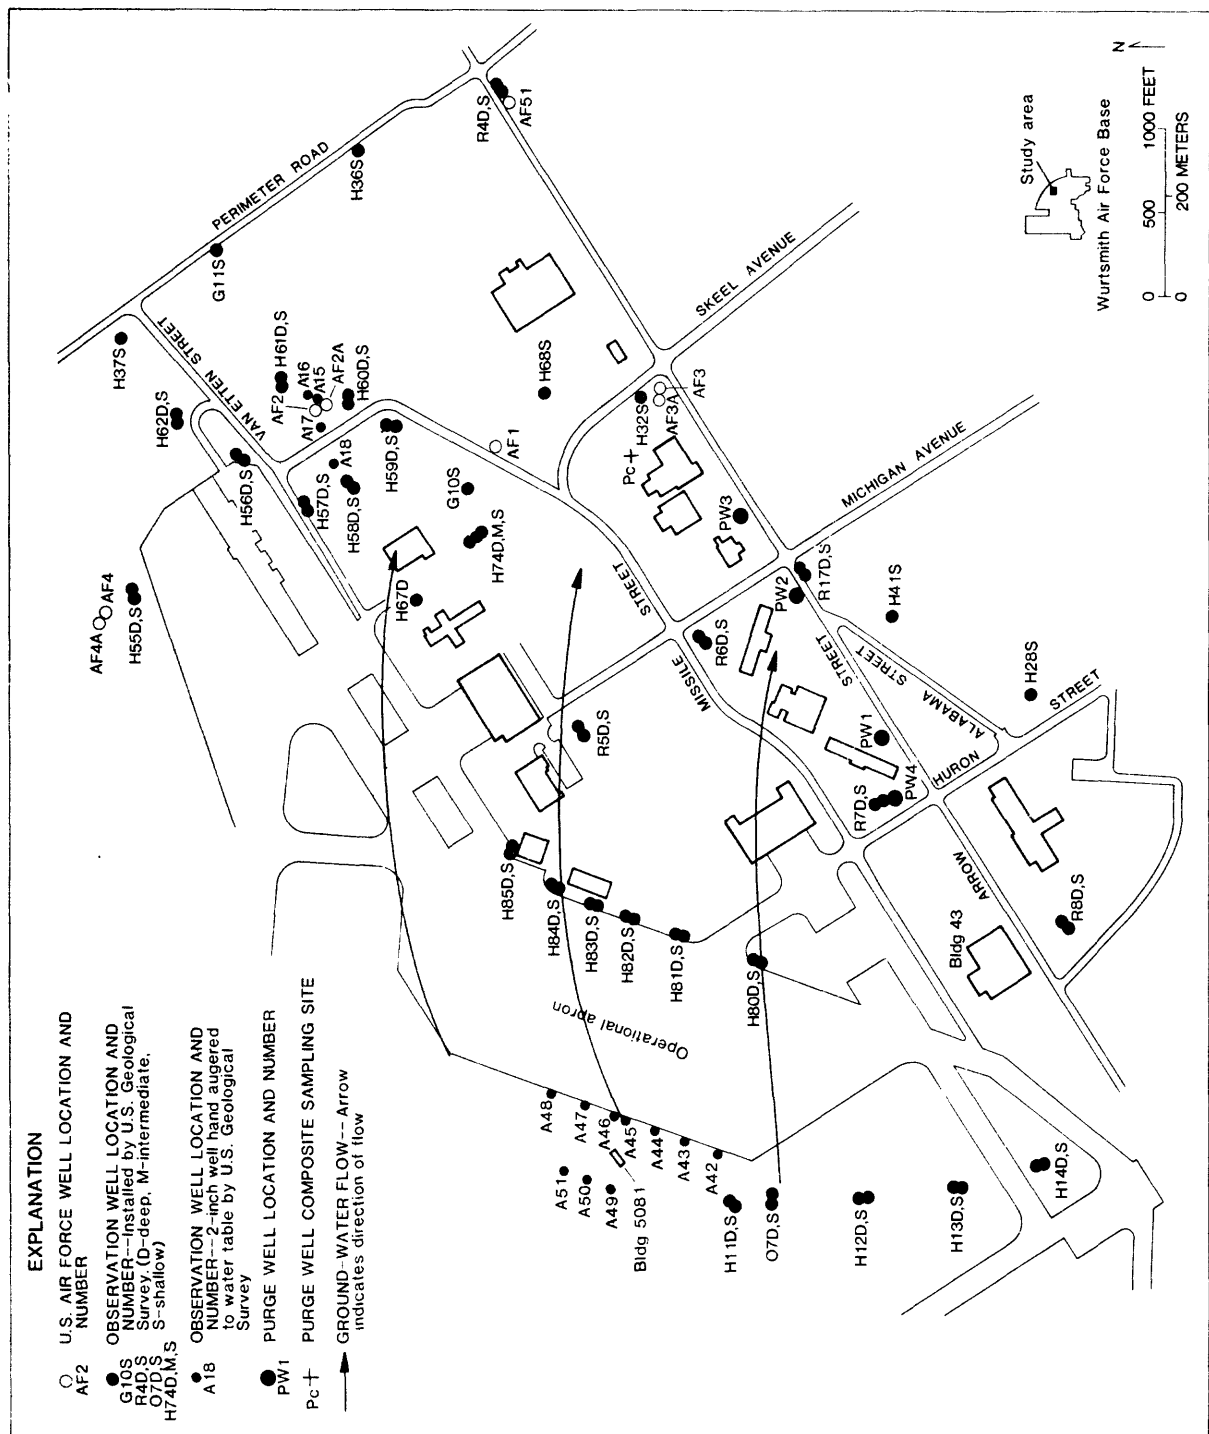 EXPLANATION
AF2
U.S. AIR FORCE WELL LOCATION AND
NUMBER
G10S
R4D,S
O7D,S
H74D,M,S
OBSERVATION WELL LOCATION AND
NUMBER--Installed by U.S. Geological
Survey. (D-deep, M-intermediate,
S-shallow)
A18
OBSERVATION WELL LOCATION AND
NUMBER--2-inch well hand augered
to water table by U.S. Geological
Survey
PW1
PURGE WELL LOCATION AND NUMBER
Pc+
PURGE WELL COMPOSITE SAMPLING SITE
GROUND-WATER FLOW--Arrow
indicates direction of flow
AF4A
AF4
H55D,S
H37S
H62D,S
VAN ETTEN STREET
H56D,S
G11S
PERIMETER ROAD
H36S
R4D,S
AF51
H61D,S
A16
A15
AF2
AF2A
A17
H60D,S
A18
H57D,S
H58D,S
H59D,S
G10S
AF1
H74D,M,S
H67D
H68S
SKEEL AVENUE
H32S
AF3
AF3A
Pc+
PW3
MICHIGAN AVENUE
R17D,S
PW2
R6D,S
MISSILE
STREET
H41S
H28S
ALABAMA
STREET
STREET
HURON
STREET
PW1
PW4
R7D,S
ARROW
R8D,S
Bldg 43
R5D,S
H85D,S
H84D,S
H83D,S
H82D,S
H81D,S
H80D,S
Operational apron
A48
A47
A46
A45
A44
A43
A42
A51
A50
A49
Bldg 5081
H11D,S
O7D,S
H12D,S
H13D,S
H14D,S
N
Study area
Wurtsmith Air Force Base
0 500 1000 FEET
0 200 METERS